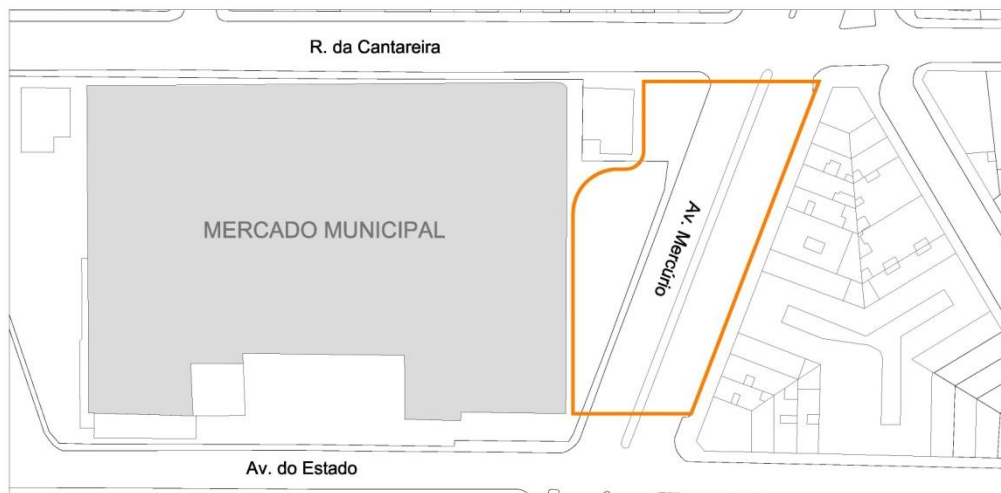 R. da Cantareira
MERCADO MUNICIPAL
Av. Mercúrio
Av. do Estado